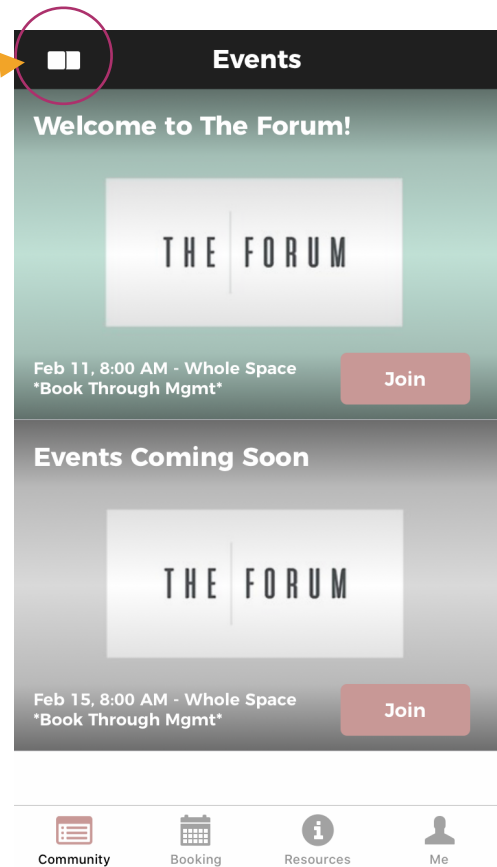 Events
Welcome to The Forum!
THE FORUM
Feb 11, 8:00 AM - Whole Space
*Book Through Mgmt*
Join
Events Coming Soon
THE FORUM
Feb 15, 8:00 AM - Whole Space
*Book Through Mgmt*
Join
Community Booking Resources Me